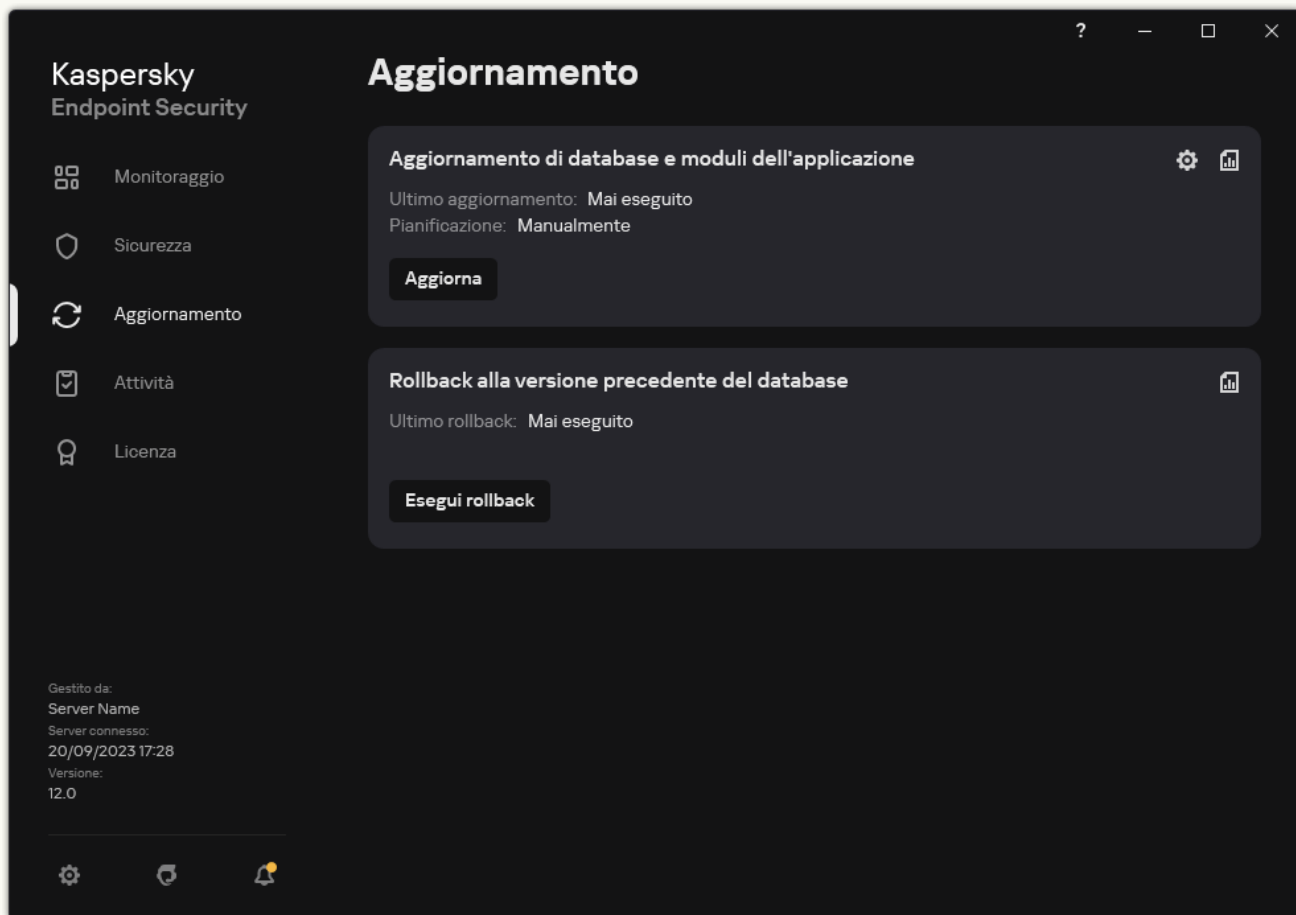 ?
Kaspersky
Endpoint Security
Monitoraggio
Sicurezza
Aggiornamento
Attività
Licenza
Gestito da:
Server Name
Server connesso:
20/09/2023 17:28
Versione:
12.0
Aggiornamento
Aggiornamento di database e moduli dell'applicazione
Ultimo aggiornamento: Mai eseguito
Pianificazione: Manualmente
Aggiorna
Rollback alla versione precedente del database
Ultimo rollback: Mai eseguito
Esegui rollback